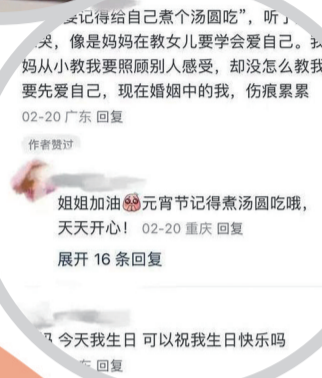 要记得给自己煮个汤圆吃”，听了
哭，像是妈妈在教女儿要学会爱自己。我
妈从小教我要照顾别人感受，却没怎么教我
要先爱自己，现在婚姻中的我，伤痕累累
02-20 广东 回复
作者赞过
姐姐加油元宵节记得煮汤圆吃哦，
天天开心！ 02-20 重庆 回复
展开 16 条回复
今天我生日 可以祝我生日快乐吗
回复